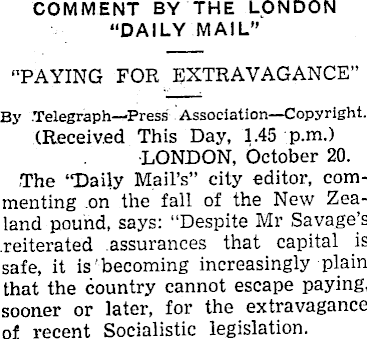 COMMENT BY THE LONDON
"DAILY MAIL"
"PAYING FOR EXTRAVAGANCE"
By Telegraph—Press Association—Copyright.
(Received This Day, 1.45 p.m.)
LONDON, October 20.
The "Daily Mail's" city editor, com-
menting on the fall of the New Zea-
land pound, says: "Despite Mr Savage's
reiterated assurances that capital is
safe, it is becoming increasingly plain
that the country cannot escape paying,
sooner or later, for the extravagance
of recent Socialistic legislation.